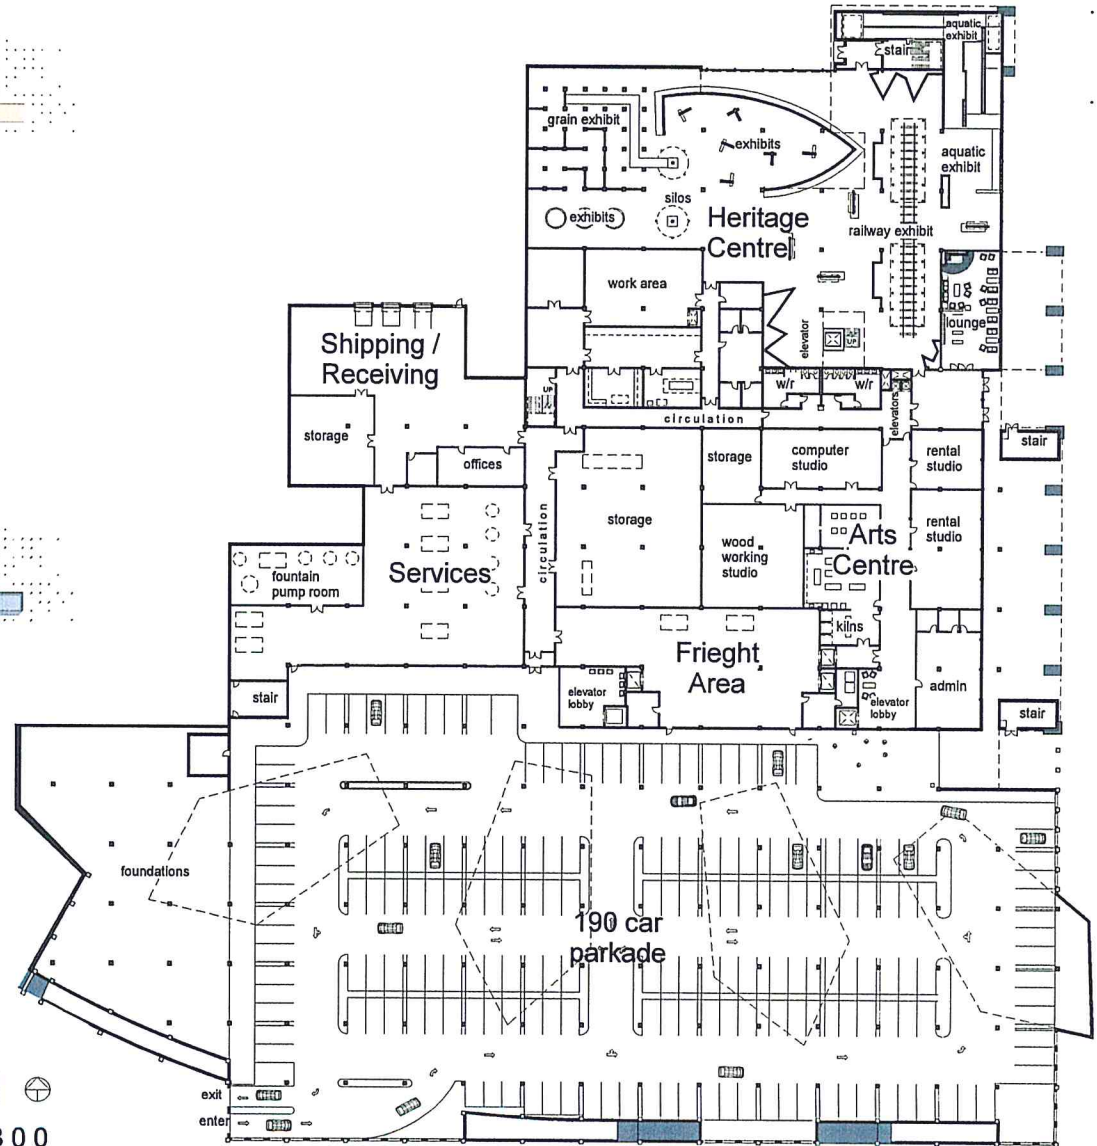 aquatic
exhibit
stair
grain exhibit
exhibits
aquatic
exhibit
silos
exhibits
Heritage
Centre
railway exhibit
work area
elevator
UP
lounge
Shipping /
Receiving
w/r
w/r
UP
elevators
circulation
storage
offices
storage
computer
studio
rental
studio
stair
circulation
storage
wood
working
studio
Arts
Centre
rental
studio
Services
fountain
pump room
kilns
Frieght
Area
elevator
lobby
elevator
lobby
admin
stair
stair
foundations
190 car
parkade
exit
enter
300